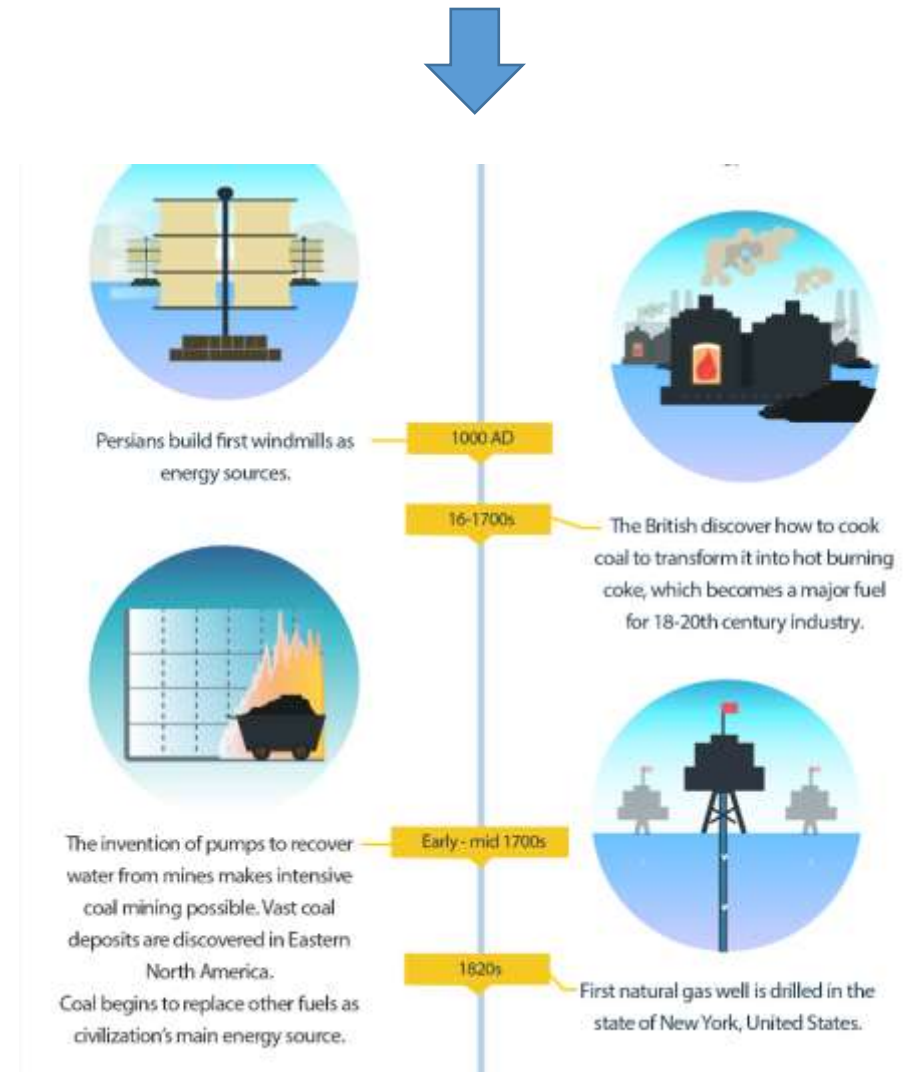 Persians build first windmills as
energy sources.
1000 AD
16-1700s
The British discover how to cook
coal to transform it into hot burning
coke, which becomes a major fuel
for 18-20th century industry.
The invention of pumps to recover
water from mines makes intensive
coal mining possible. Vast coal
deposits are discovered in Eastern
North America.
Coal begins to replace other fuels as
civilization's main energy source.
Early - mid 1700s
1820s
First natural gas well is drilled in the
state of New York, United States.